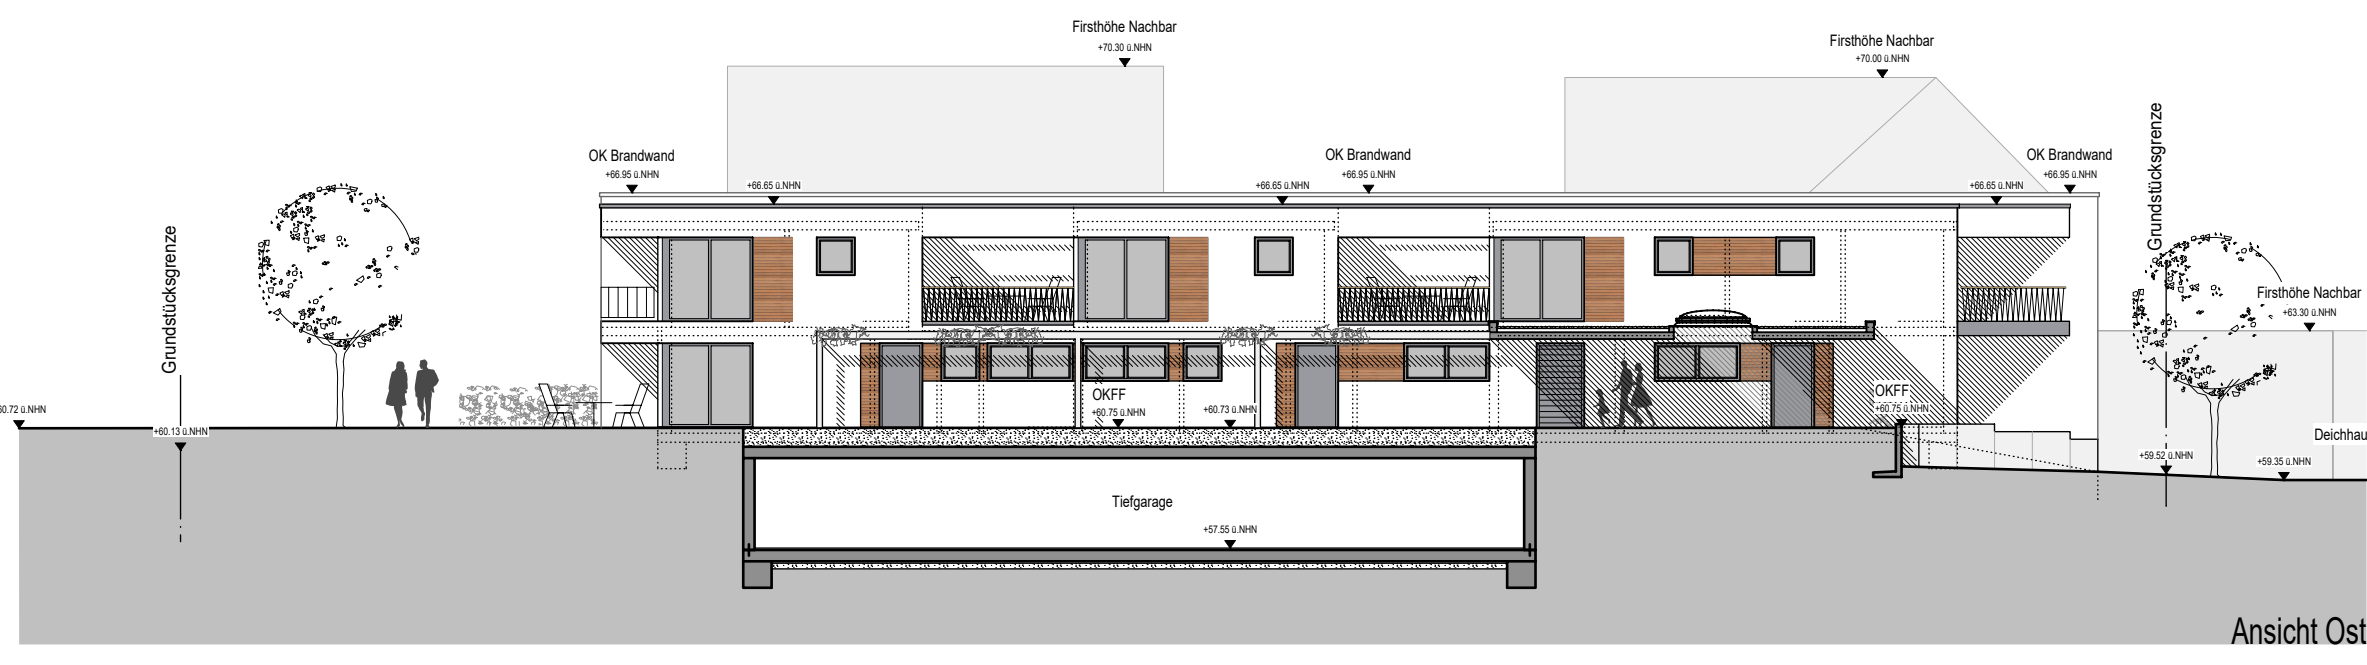 Firsthöhe Nachbar
+70.30 ü.NHN
Firsthöhe Nachbar
+70.00 ü.NHN
Grundstücksgrenze
OK Brandwand
+66.95 ü.NHN
OK Brandwand
+66.95 ü.NHN
OK Brandwand
+66.95 ü.NHN
+66.65 ü.NHN
+66.65 ü.NHN
+66.65 ü.NHN
Grundstücksgrenze
Firsthöhe Nachbar
+63.30 ü.NHN
60.72 ü.NHN
+60.13 ü.NHN
OKFF
+60.75 ü.NHN
+60.73 ü.NHN
OKFF
+60.75 ü.NHN
Deichhau
+59.52 ü.NHN
+59.35 ü.NHN
Tiefgarage
+57.55 ü.NHN
Ansicht Ost